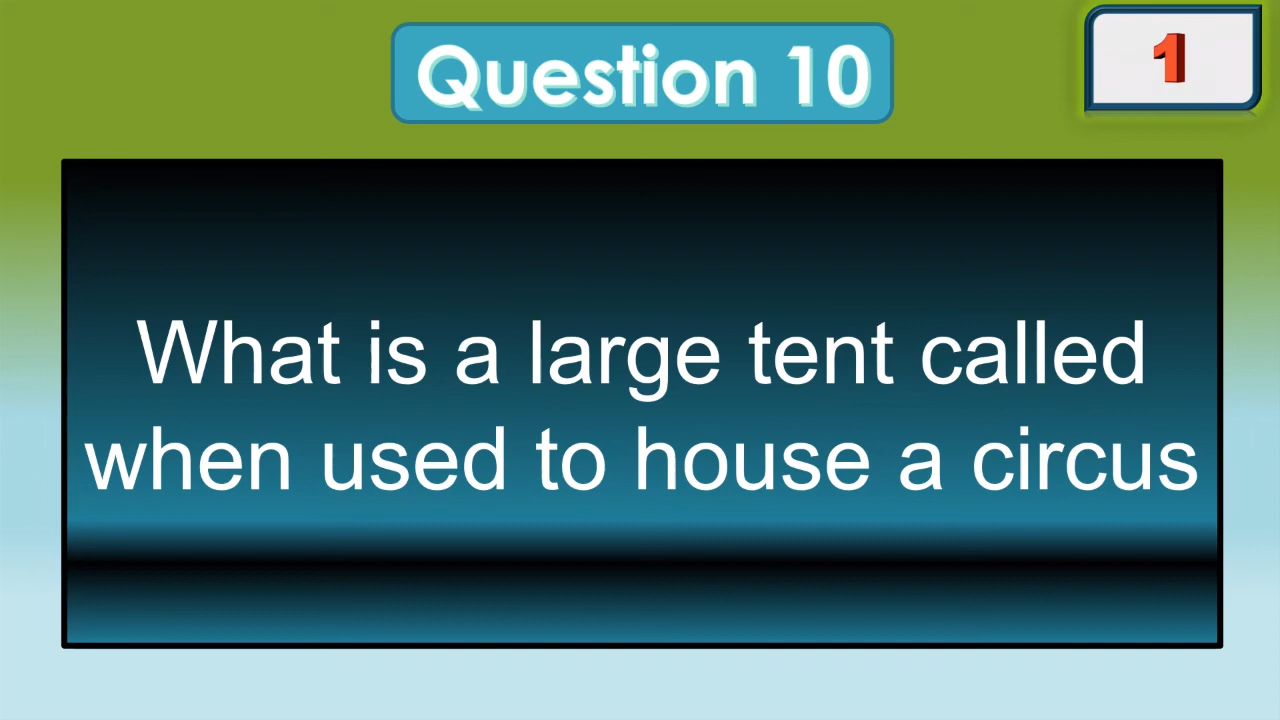 Question 10
1
What is a large tent called
when used to house a circus